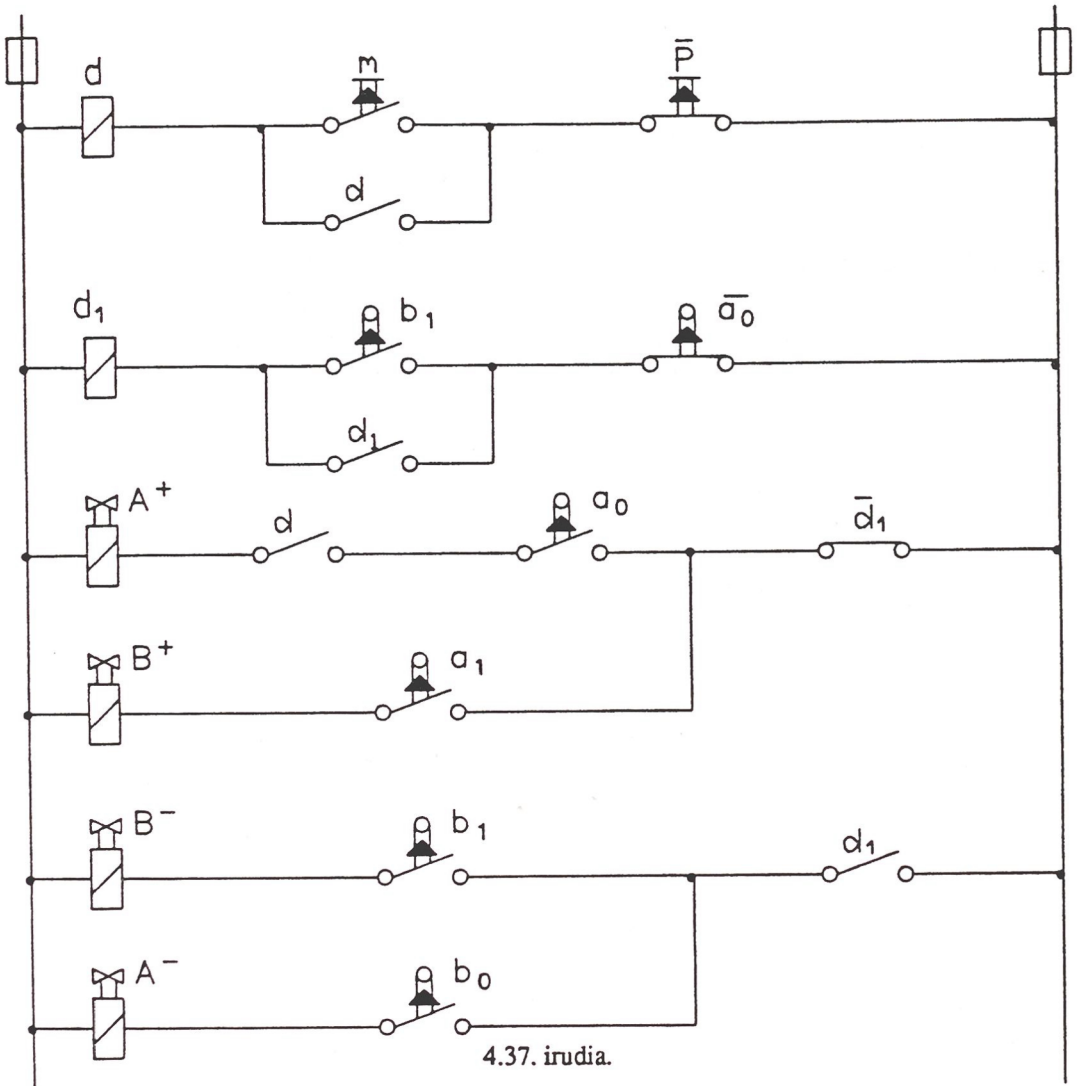 d m p̄
d
d₁ b₁ ā₀
d₁
A⁺ d a₀ d̄₁
B⁺ a₁
B⁻ b₁ d₁
A⁻ b₀
4.37. irudia.